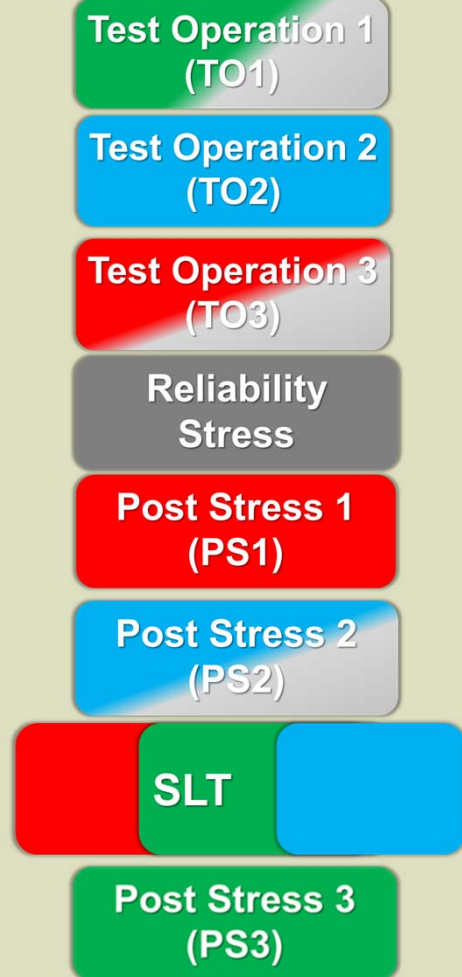 Test Operation 1
(TO1)
Test Operation 2
(TO2)
Test Operation 3
(TO3)
Reliability
Stress
Post Stress 1
(PS1)
Post Stress 2
(PS2)
SLT
Post Stress 3
(PS3)